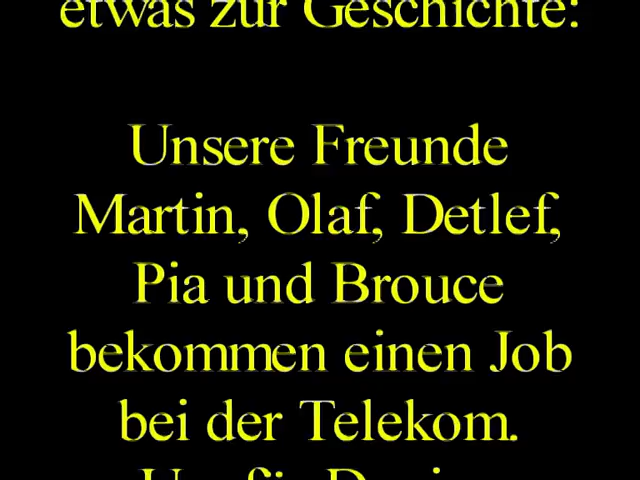 etwas zur Geschichte:
Unsere Freunde
Martin, Olaf, Detlef,
Pia und Brouce
bekommen einen Job
bei der Telekom.